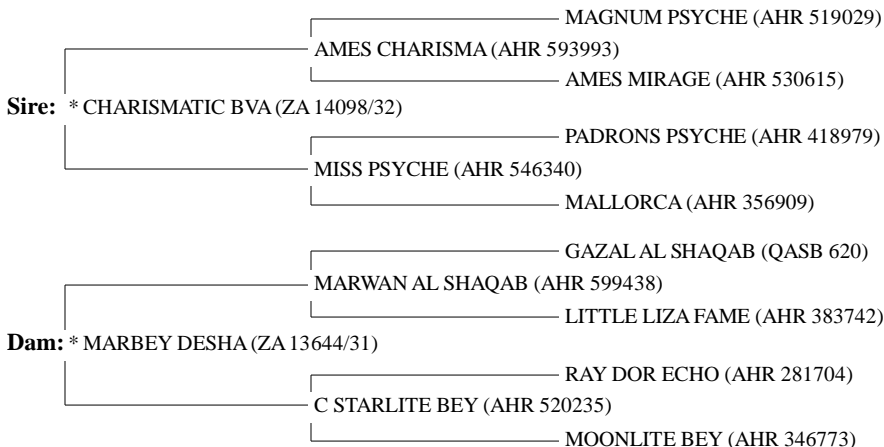 MAGNUM PSYCHE (AHR 519029)
AMES CHARISMA (AHR 593993)
AMES MIRAGE (AHR 530615)
Sire: * CHARISMATIC BVA (ZA 14098/32)
PADRONS PSYCHE (AHR 418979)
MISS PSYCHE (AHR 546340)
MALLORCA (AHR 356909)
GAZAL AL SHAQAB (QASB 620)
MARWAN AL SHAQAB (AHR 599438)
LITTLE LIZA FAME (AHR 383742)
Dam: * MARBEY DESHA (ZA 13644/31)
RAY DOR ECHO (AHR 281704)
C STARLITE BEY (AHR 520235)
MOONLITE BEY (AHR 346773)